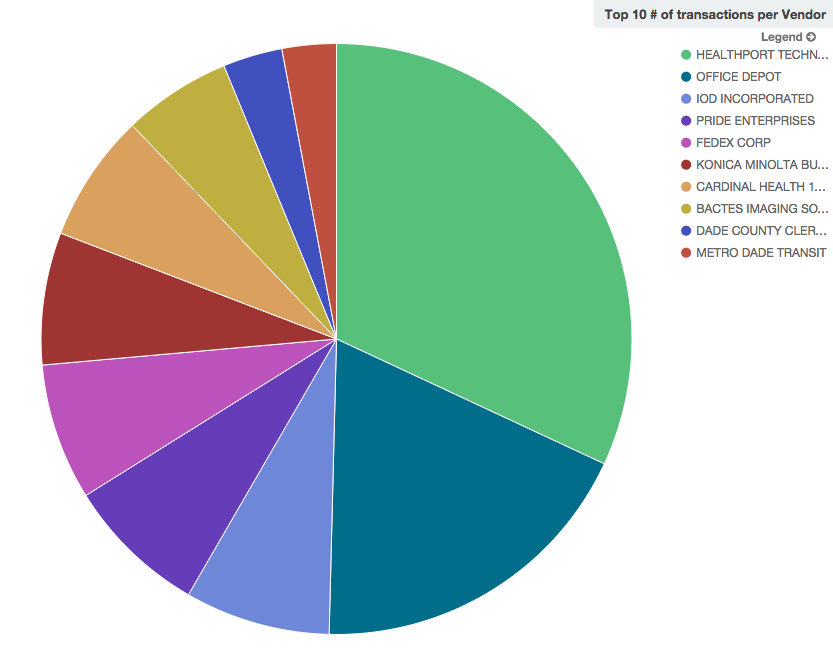 Top 10 # of transactions per Vendor
Legend
HEALTHPORT TECHN...
OFFICE DEPOT
IOD INCORPORATED
PRIDE ENTERPRISES
FEDEX CORP
KONICA MINOLTA BU...
CARDINAL HEALTH 1...
BACTES IMAGING SO...
DADE COUNTY CLER...
METRO DADE TRANSIT